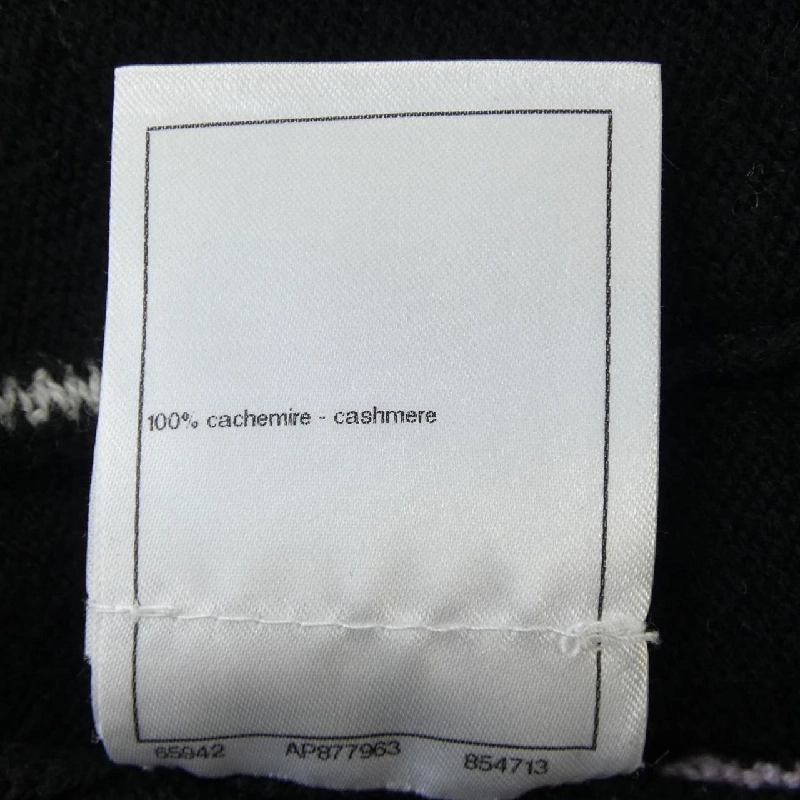 100% cachemire - cashmere
65942 AP877963 854713